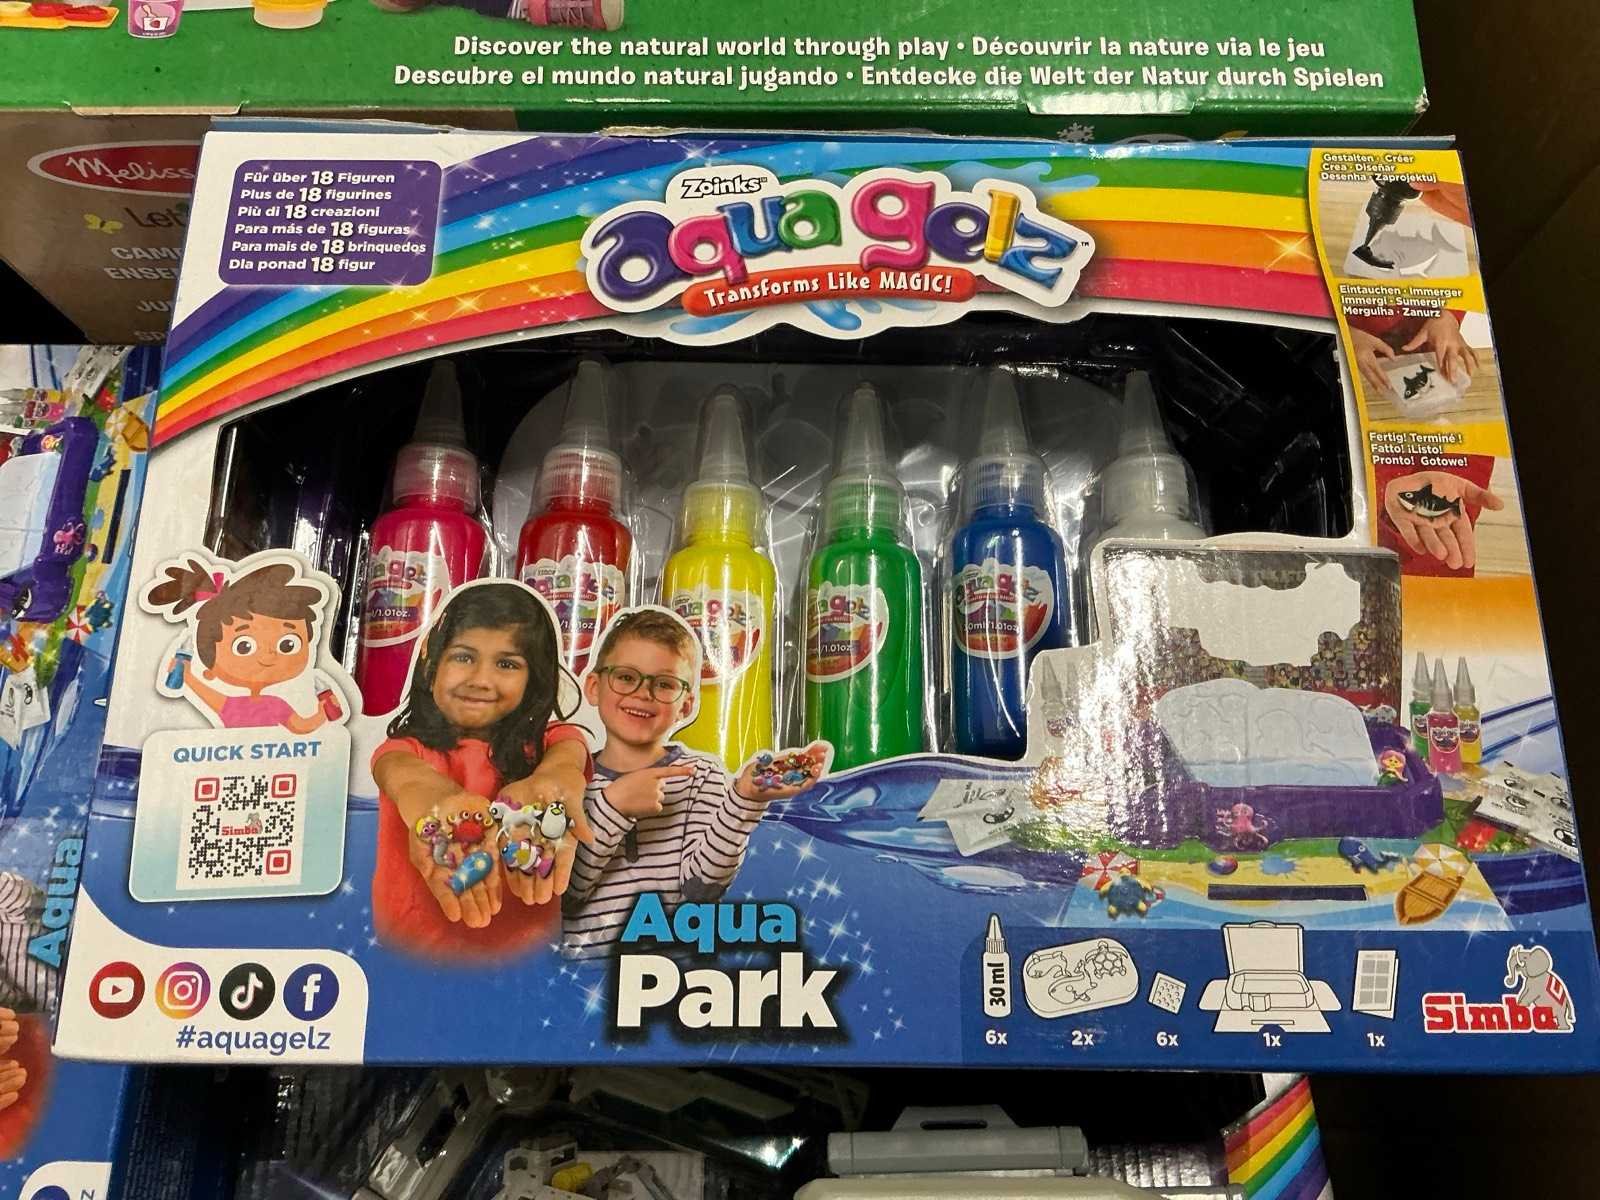 Discover the natural world through play • Découvrir la nature via le jeu
Descubre el mundo natural jugando • Entdecke die Welt der Natur durch Spielen
Für über 18 Figuren
Plus de 18 figurines
Più di 18 creazioni
Para más de 18 figuras
Para mais de 18 brinquedos
Dla ponad 18 figur
Zoinks™
aqua gelz™
Transforms Like MAGIC!
Gestalten · Créer
Crea · Diseñar
Desenha · Zaprojektuj
Eintauchen · Immerger
Immergi · Sumergir
Mergulha · Zanurz
Fertig! Terminé !
Fatto! ¡Listo!
Pronto! Gotowe!
QUICK START
Simba
Aqua
Park
#aquagelz
30 ml
6x
2x
6x
1x
1x
Simba
Aqua